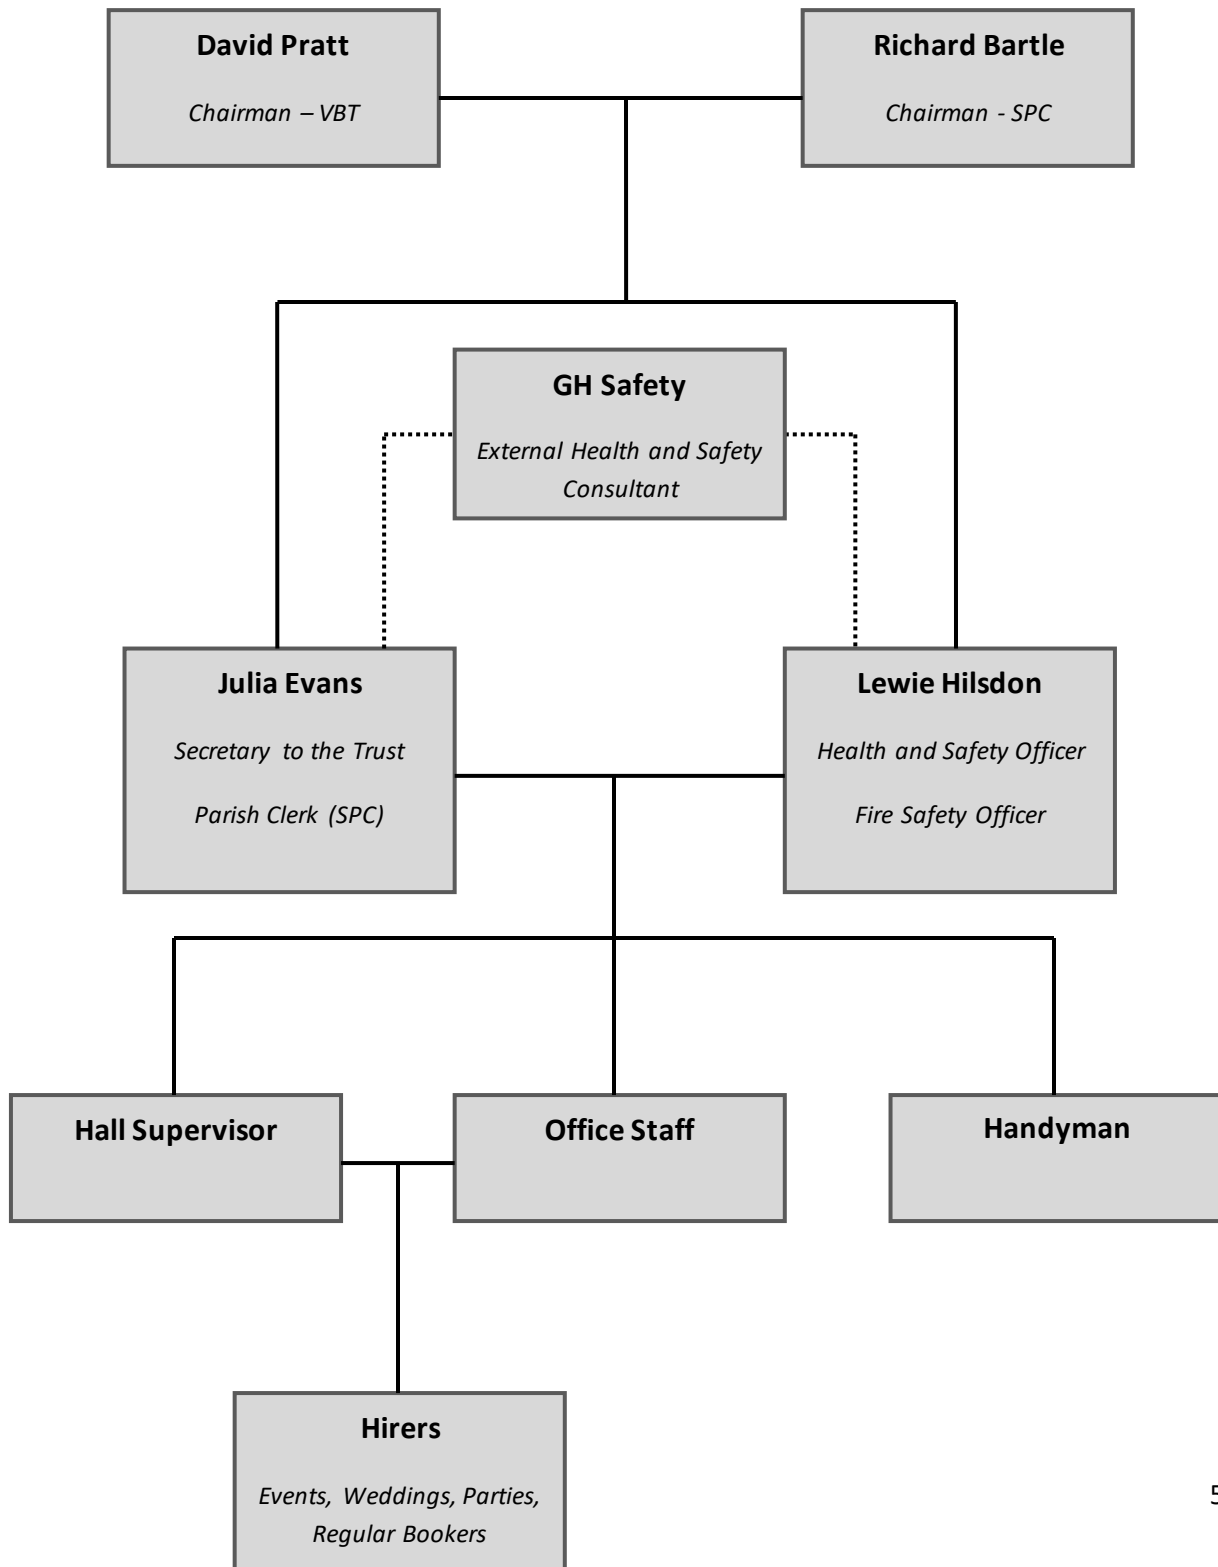 David Pratt
Chairman – VBT
Richard Bartle
Chairman - SPC
GH Safety
External Health and Safety
Consultant
Julia Evans
Secretary to the Trust
Parish Clerk (SPC)
Lewie Hilsdon
Health and Safety Officer
Fire Safety Officer
Hall Supervisor
Office Staff
Handyman
Hirers
Events, Weddings, Parties,
Regular Bookers
5